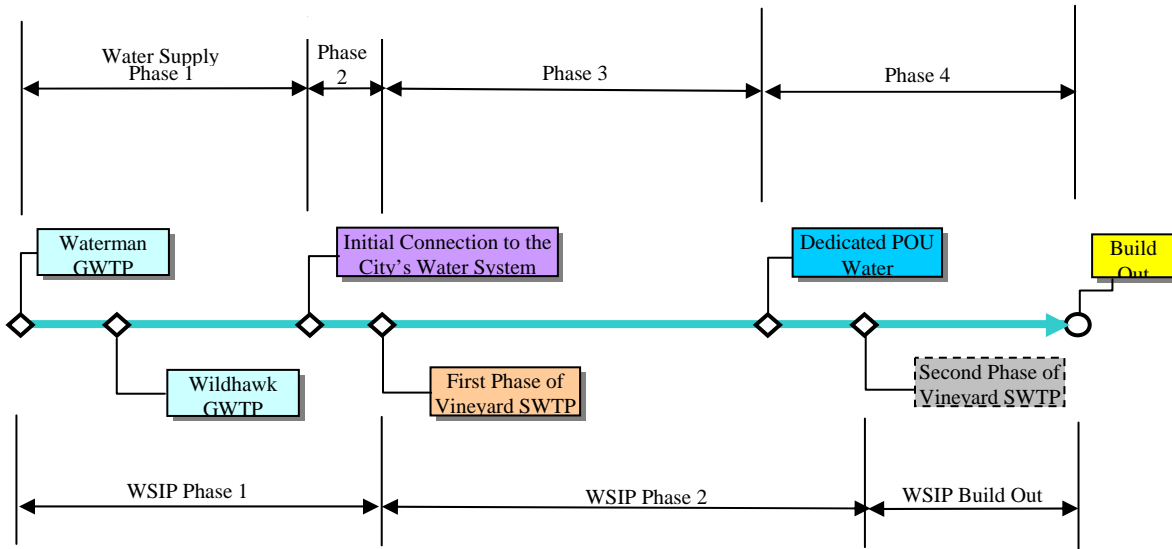 Water Supply
Phase 1
Phase
2
Phase 3
Phase 4
Waterman
GWTP
Initial Connection to the
City's Water System
Dedicated POU
Water
Build
Out
Wildhawk
GWTP
First Phase of
Vineyard SWTP
Second Phase of
Vineyard SWTP
WSIP Phase 1
WSIP Phase 2
WSIP Build Out